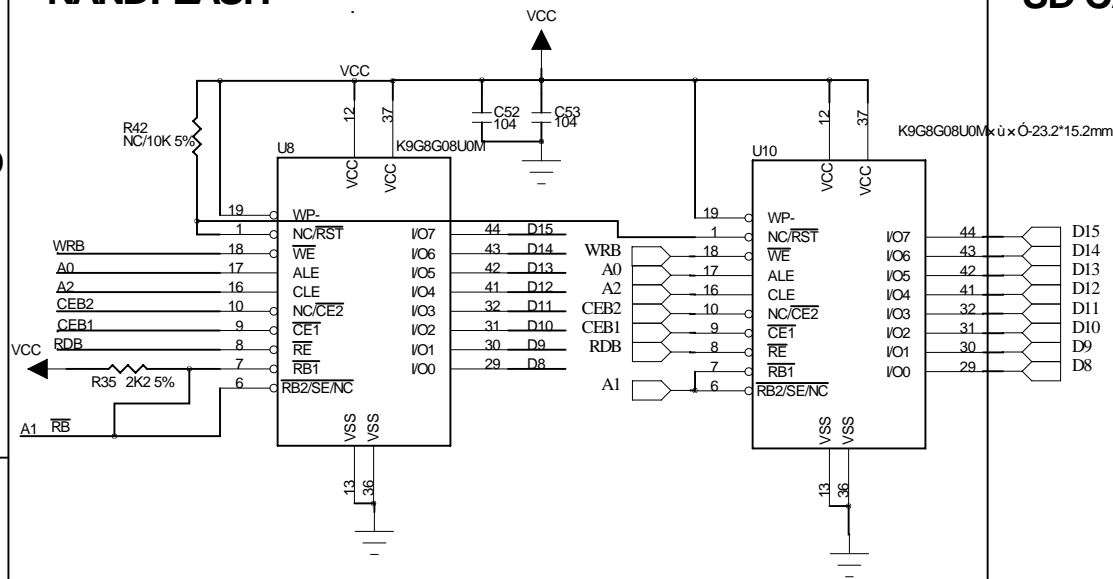 VCC
VCC
R42
NC/10K 5%
C52
104
C53
104
12
37
12
37
K9G8G08U0M
K9G8G08U0M×ù×Ó-23.2*15.2mm
U8
U10
VCC
VCC
VCC
VCC
19 WP-
1 NC/RST
WRB 18 WE
A0 17 ALE
A2 16 CLE
CEB2 10 NC/CE2
CEB1 9 CE1
RDB 8 RE
7 RB1
6 RB2/SE/NC
VCC
R35 2K2 5%
A1 RB
I/O7 44 D15
I/O6 43 D14
I/O5 42 D13
I/O4 41 D12
I/O3 32 D11
I/O2 31 D10
I/O1 30 D9
I/O0 29 D8
VSS
VSS
13
36
19 WP-
1 NC/RST
WRB 18 WE
A0 17 ALE
A2 16 CLE
CEB2 10 NC/CE2
CEB1 9 CE1
RDB 8 RE
7 RB1
A1 6 RB2/SE/NC
I/O7 44 D15
I/O6 43 D14
I/O5 42 D13
I/O4 41 D12
I/O3 32 D11
I/O2 31 D10
I/O1 30 D9
I/O0 29 D8
VSS
VSS
13
36